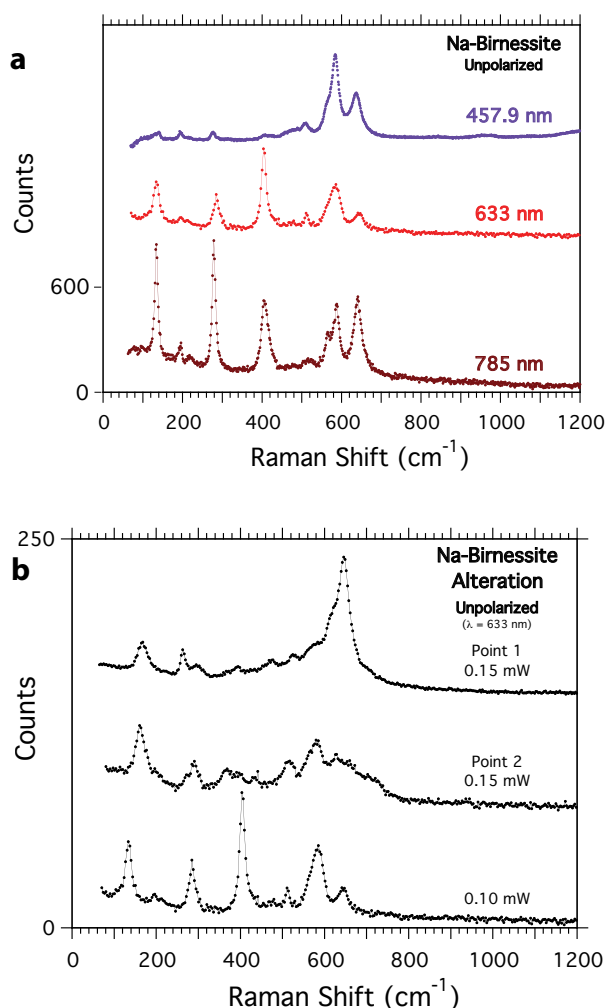 a
Na-Birnessite
Unpolarized
457.9 nm
633 nm
785 nm
Counts
600
0
0 200 400 600 800 1000 1200
Raman Shift (cm⁻¹)
b
250
Na-Birnessite
Alteration
Unpolarized
(λ = 633 nm)
Point 1
0.15 mW
Point 2
0.15 mW
0.10 mW
Counts
0
0 200 400 600 800 1000 1200
Raman Shift (cm⁻¹)